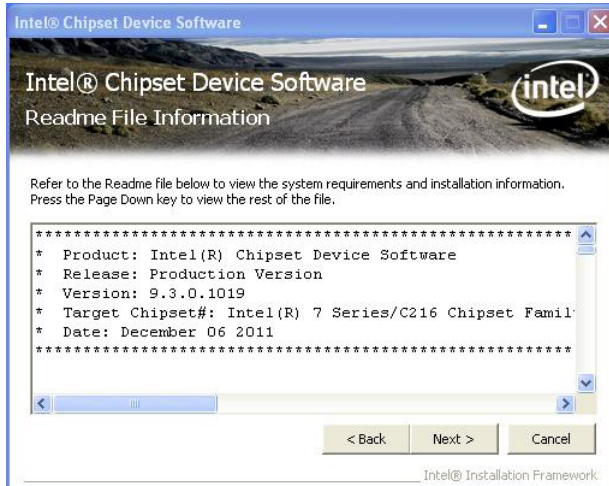 Intel® Chipset Device Software
Intel® Chipset Device Software
intel
Readme File Information
Refer to the Readme file below to view the system requirements and installation information.
Press the Page Down key to view the rest of the file.
************************************************************
* Product: Intel(R) Chipset Device Software
* Release: Production Version
* Version: 9.3.0.1019
* Target Chipset#: Intel(R) 7 Series/C216 Chipset Famil
* Date: December 06 2011
************************************************************
< Back Next > Cancel
Intel® Installation Framework